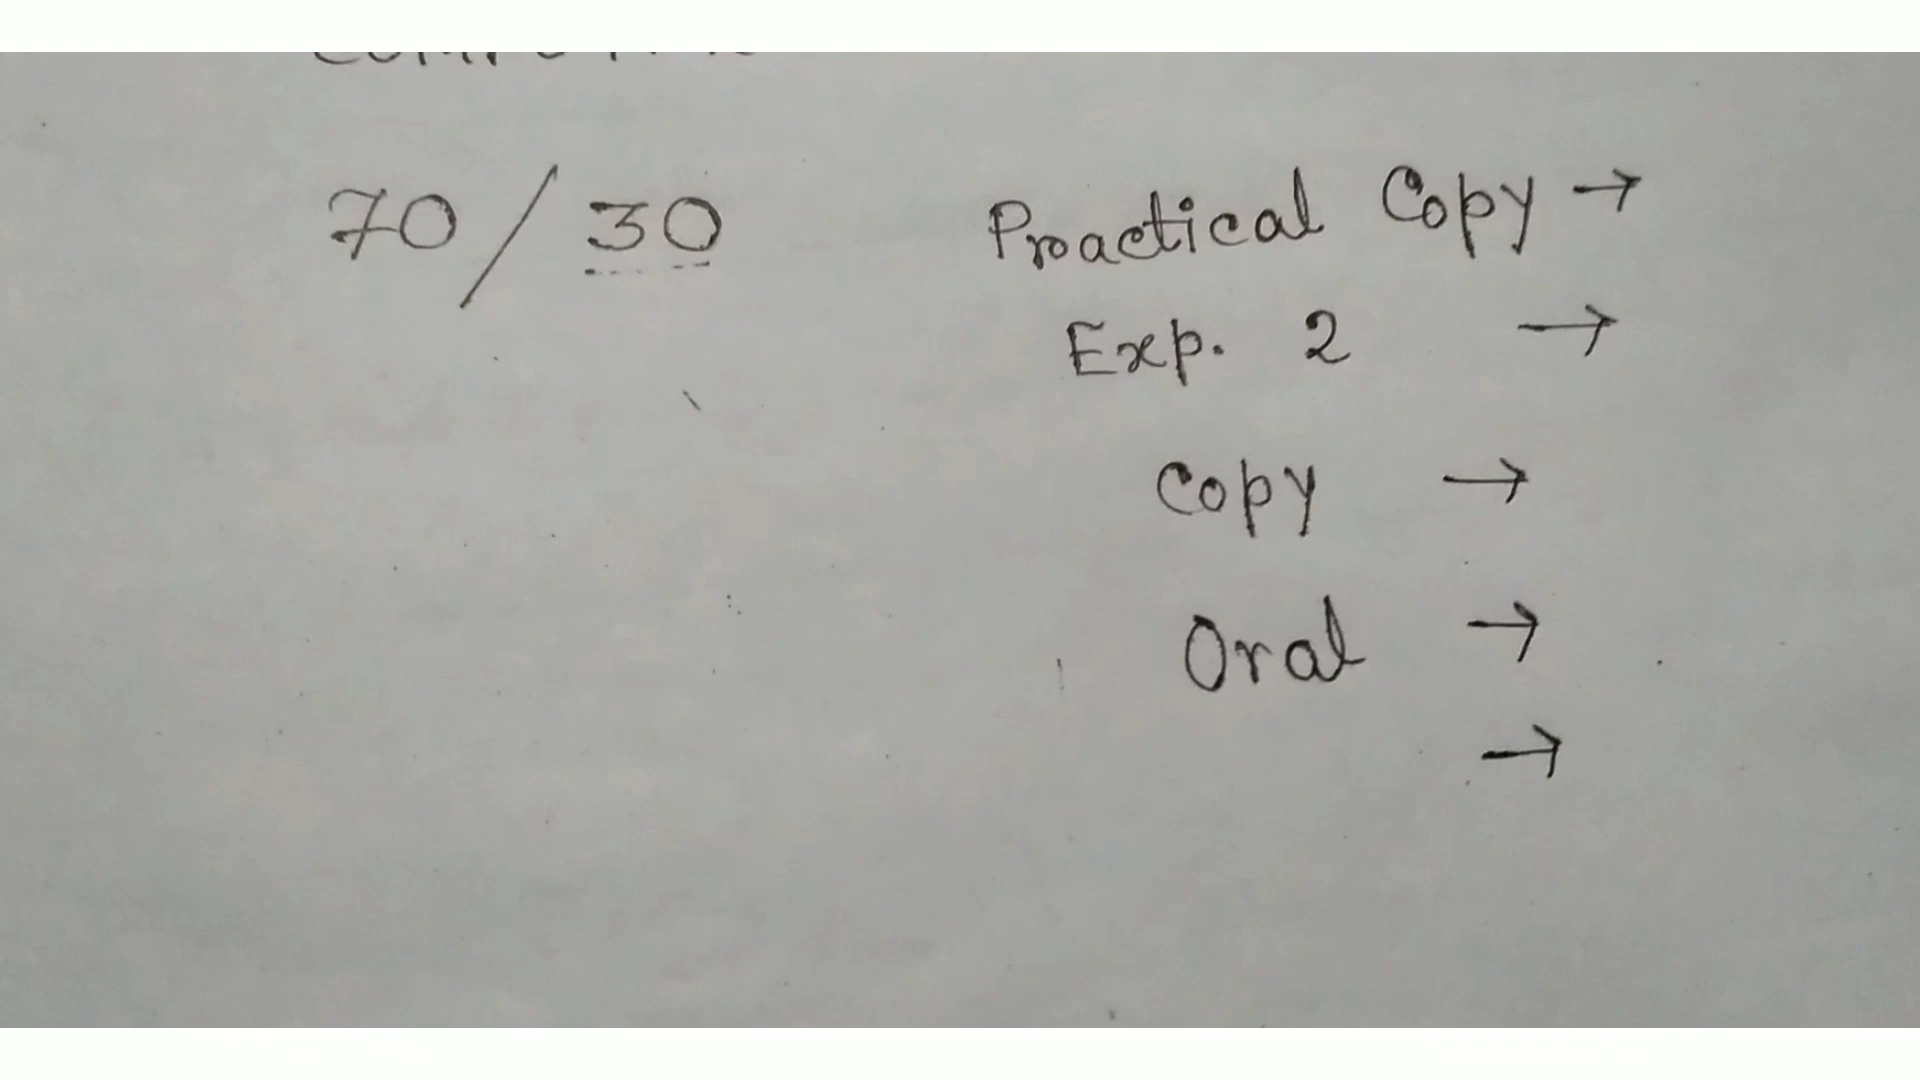 70/30
Practical Copy →
Exp. 2 →
Copy →
Oral →
→